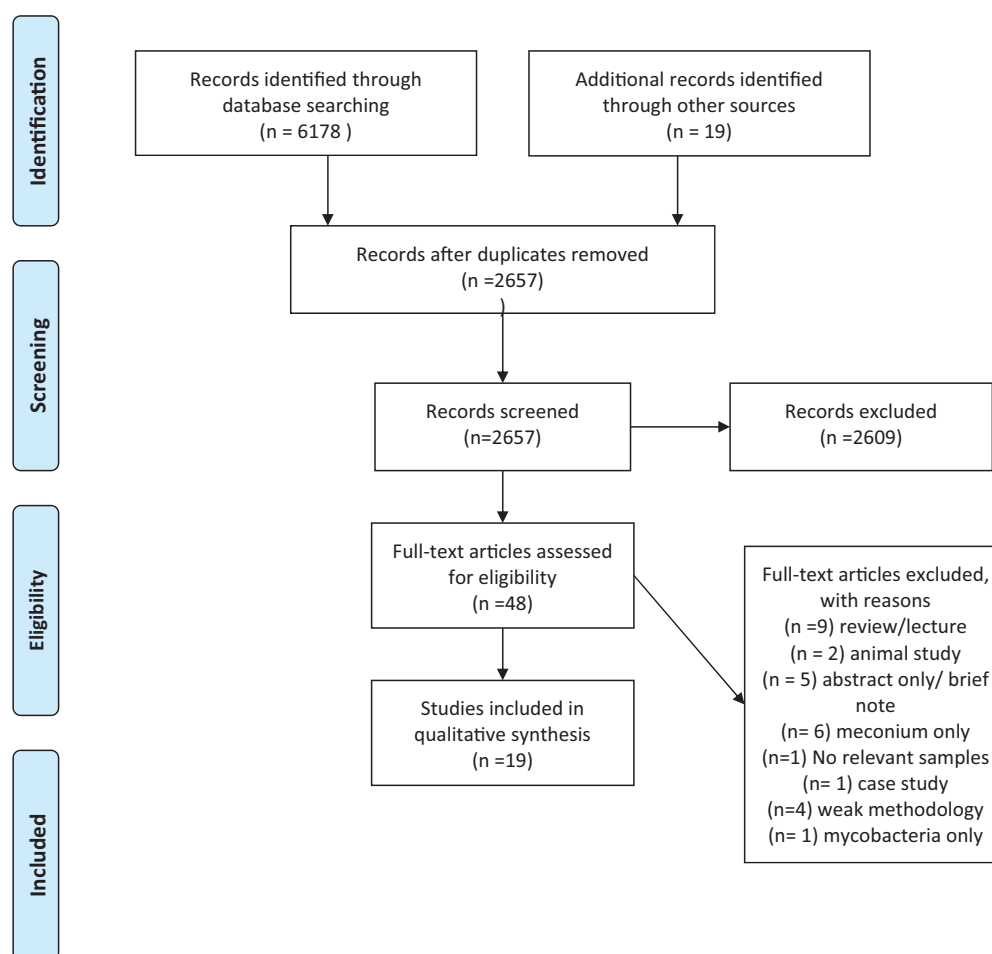 Identification
Records identified through
database searching
(n = 6178 )
Additional records identified
through other sources
(n = 19)
Records after duplicates removed
(n =2657
)
Screening
Records screened
(n=2657)
Records excluded
(n =2609)
Eligibility
Full-text articles assessed
for eligibility
(n =48)
Full-text articles excluded,
with reasons
(n =9) review/lecture
(n = 2) animal study
(n = 5) abstract only/ brief
note
(n= 6) meconium only
(n=1) No relevant samples
(n= 1) case study
(n=4) weak methodology
(n= 1) mycobacteria only
Studies included in
qualitative synthesis
(n =19)
Included